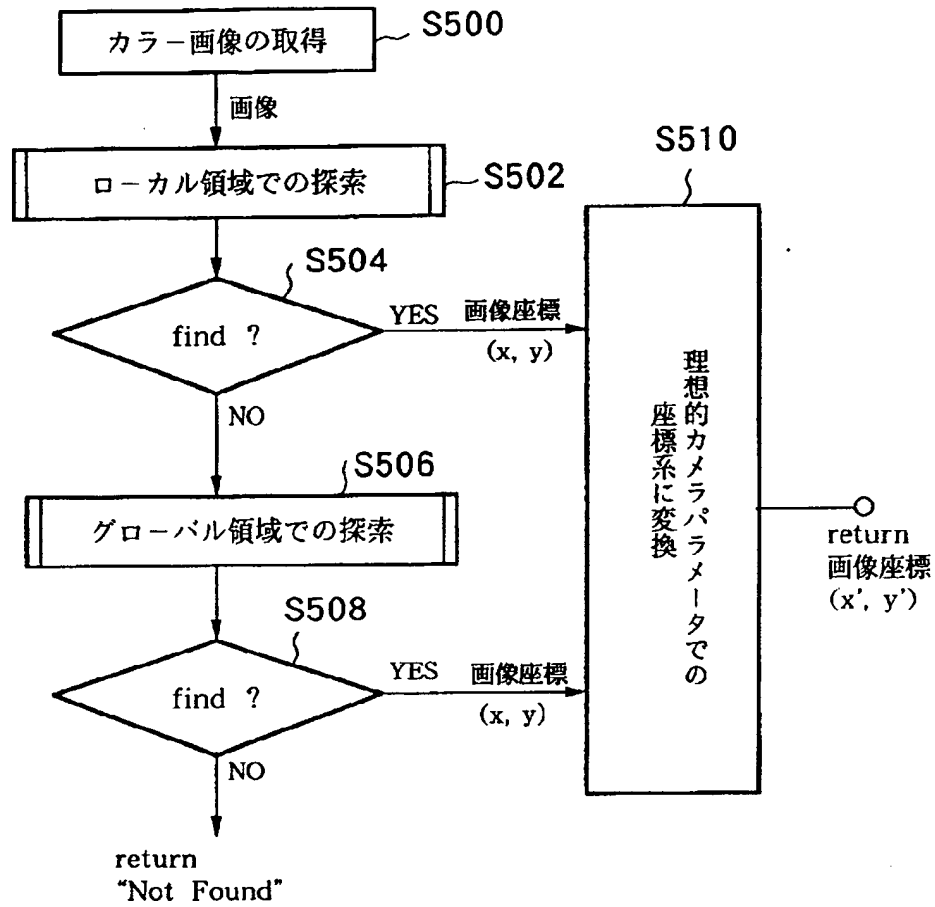 カラー画像の取得
S500
画像
ローカル領域での探索
S502
S504
find ?
YES
画像座標
(x, y)
NO
S506
グローバル領域での探索
S508
find ?
YES
画像座標
(x, y)
NO
return
“Not Found”
S510
理想的カメラパラメータでの
座標系に変換
return
画像座標
(x’, y’)